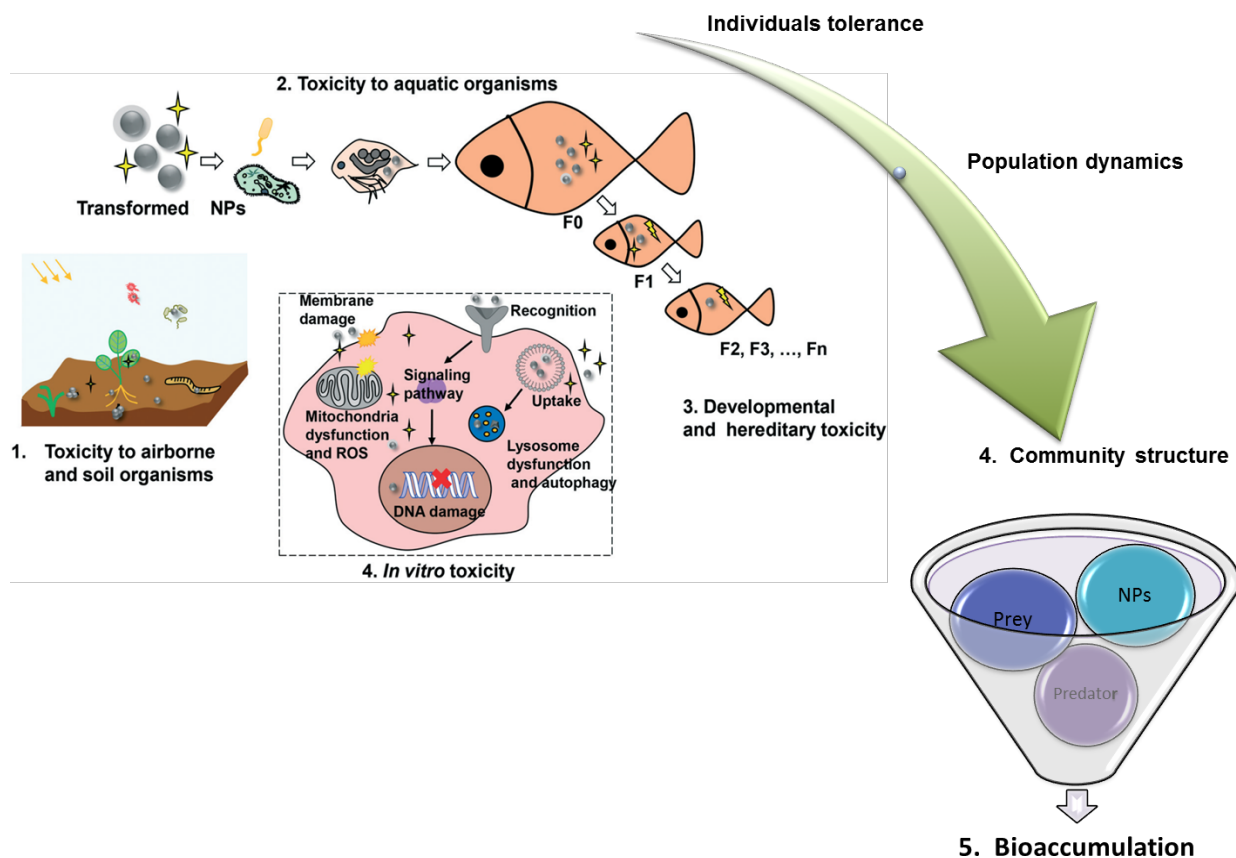 Individuals tolerance
2. Toxicity to aquatic organisms
Population dynamics
Transformed NPs
F0
F1
F2, F3, ..., Fn
Membrane
damage
Recognition
Signaling
pathway
Uptake
Mitochondria
dysfunction
and ROS
Lysosome
dysfunction
and autophagy
DNA damage
4. In vitro toxicity
3. Developmental
and hereditary toxicity
1. Toxicity to airborne
and soil organisms
4. Community structure
Prey
NPs
Predator
5. Bioaccumulation